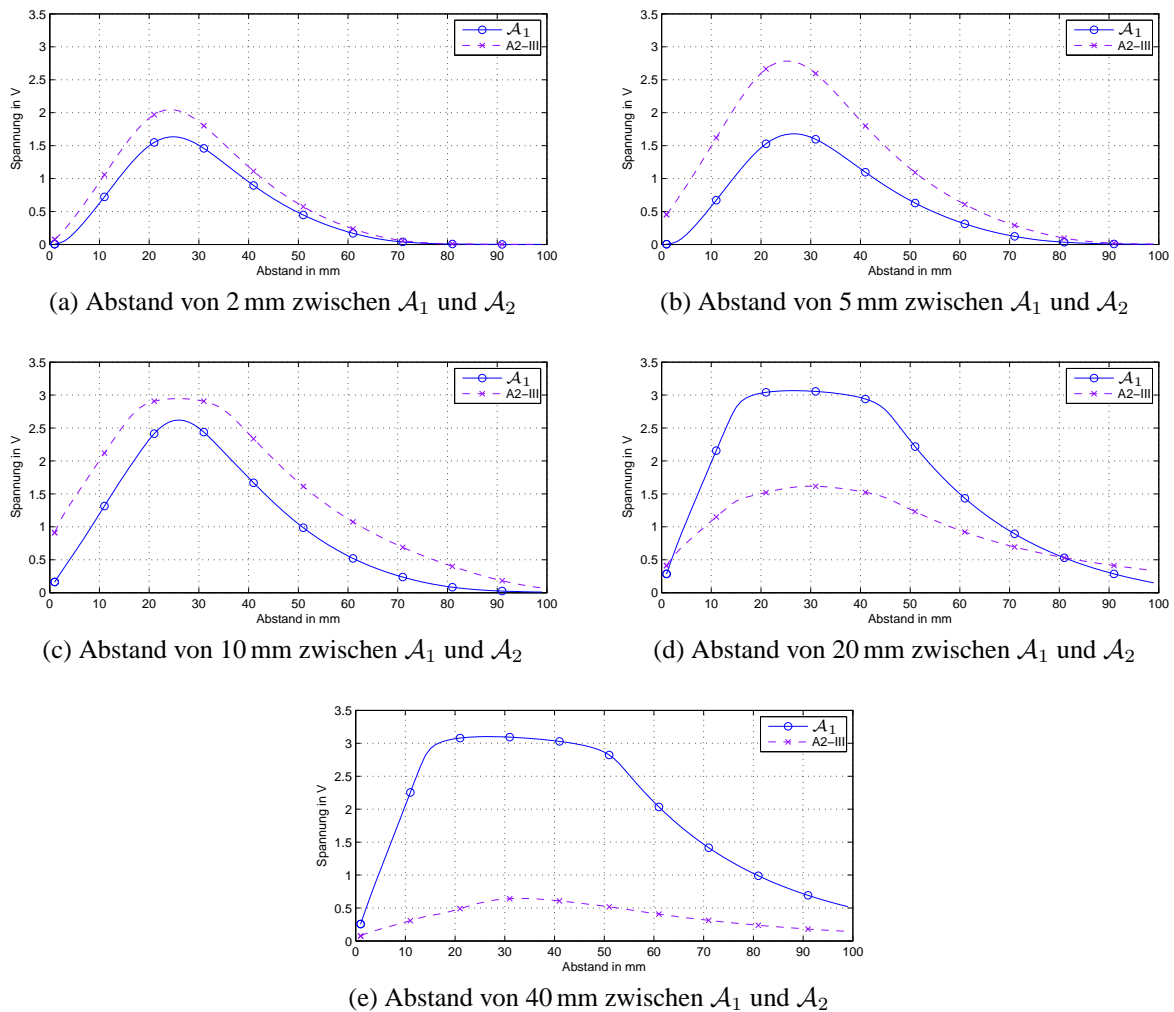 3.5
3
2.5
2
1.5
1
0.5
0
0 10 20 30 40 50 60 70 80 90 100
Spannung in V
Abstand in mm
𝒜₁
A2−III
(a) Abstand von 2 mm zwischen 𝒜₁ und 𝒜₂
3.5
3
2.5
2
1.5
1
0.5
0
0 10 20 30 40 50 60 70 80 90 100
Spannung in V
Abstand in mm
𝒜₁
A2−III
(b) Abstand von 5 mm zwischen 𝒜₁ und 𝒜₂
3.5
3
2.5
2
1.5
1
0.5
0
0 10 20 30 40 50 60 70 80 90 100
Spannung in V
Abstand in mm
𝒜₁
A2−III
(c) Abstand von 10 mm zwischen 𝒜₁ und 𝒜₂
3.5
3
2.5
2
1.5
1
0.5
0
0 10 20 30 40 50 60 70 80 90 100
Spannung in V
Abstand in mm
𝒜₁
A2−III
(d) Abstand von 20 mm zwischen 𝒜₁ und 𝒜₂
3.5
3
2.5
2
1.5
1
0.5
0
0 10 20 30 40 50 60 70 80 90 100
Spannung in V
Abstand in mm
𝒜₁
A2−III
(e) Abstand von 40 mm zwischen 𝒜₁ und 𝒜₂